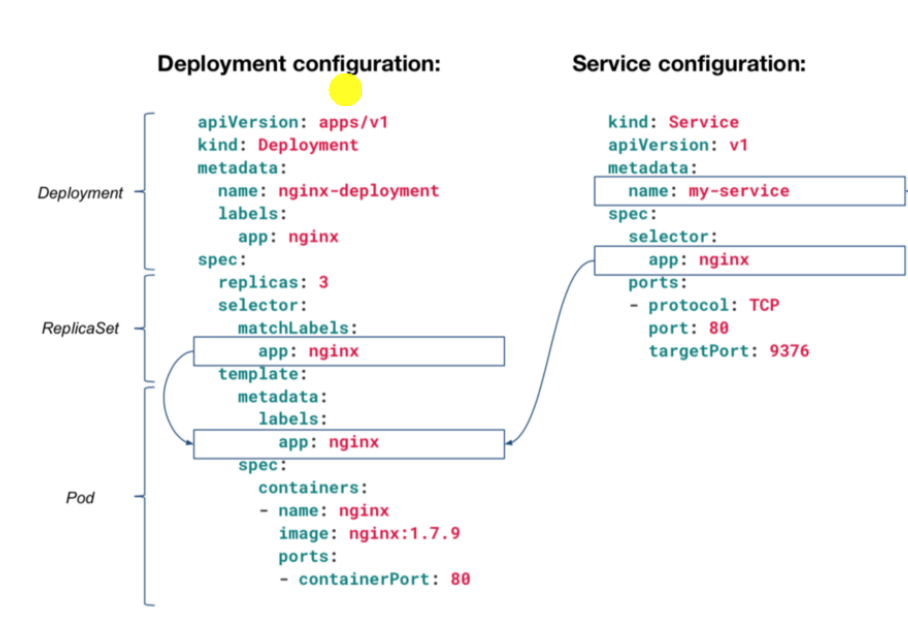 Deployment configuration:
apiVersion: apps/v1
kind: Deployment
metadata:
name: nginx-deployment
labels:
app: nginx
spec:
replicas: 3
selector:
matchLabels:
app: nginx
template:
metadata:
labels:
app: nginx
spec:
containers:
- name: nginx
image: nginx:1.7.9
ports:
- containerPort: 80
Deployment
ReplicaSet
Pod
Service configuration:
kind: Service
apiVersion: v1
metadata:
name: my-service
spec:
selector:
app: nginx
ports:
- protocol: TCP
port: 80
targetPort: 9376